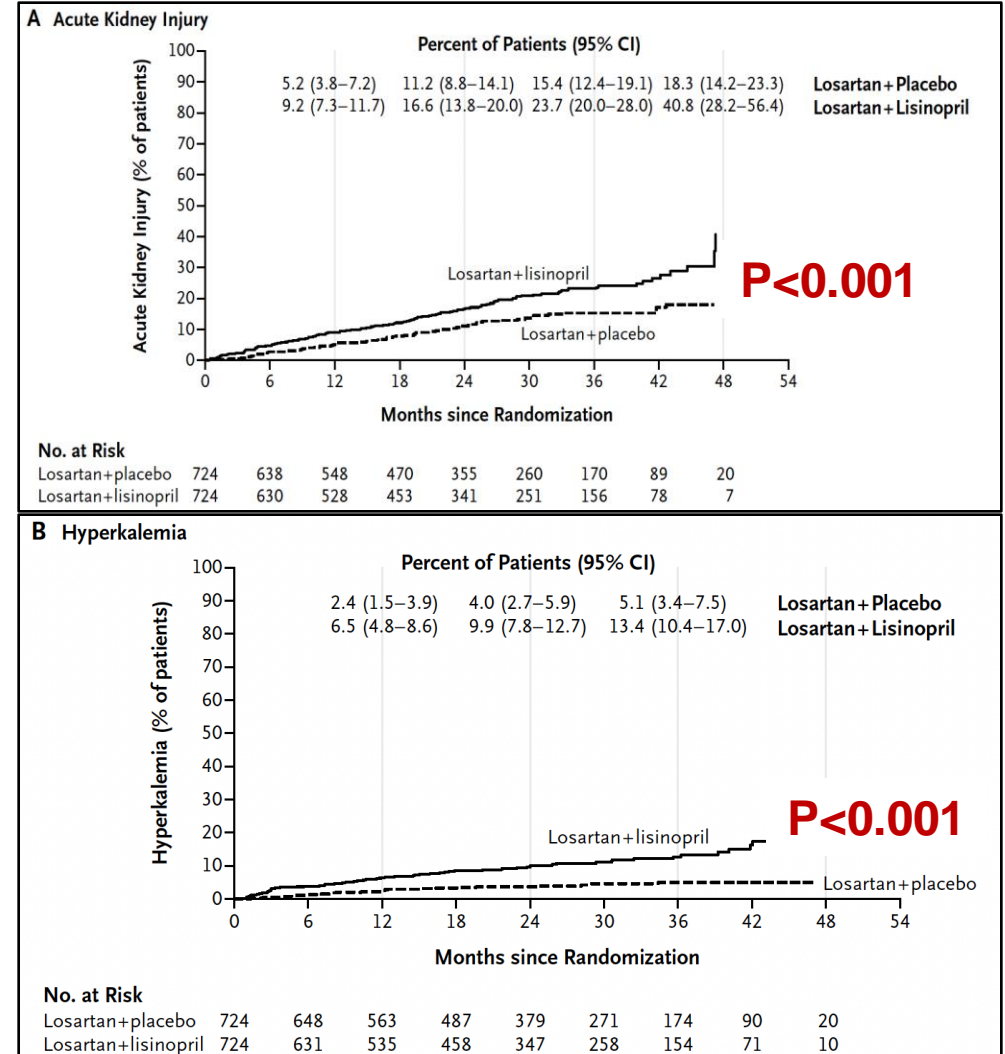 A Acute Kidney Injury
Percent of Patients (95% CI)
5.2 (3.8–7.2) 11.2 (8.8–14.1) 15.4 (12.4–19.1) 18.3 (14.2–23.3) Losartan+Placebo
9.2 (7.3–11.7) 16.6 (13.8–20.0) 23.7 (20.0–28.0) 40.8 (28.2–56.4) Losartan+Lisinopril
Acute Kidney Injury (% of patients)
100
90
80
70
60
50
40
30
20
10
0
Losartan+lisinopril
P<0.001
Losartan+placebo
0 6 12 18 24 30 36 42 48 54
Months since Randomization
No. at Risk
Losartan+placebo 724 638 548 470 355 260 170 89 20
Losartan+lisinopril 724 630 528 453 341 251 156 78 7
B Hyperkalemia
Percent of Patients (95% CI)
2.4 (1.5–3.9) 4.0 (2.7–5.9) 5.1 (3.4–7.5) Losartan+Placebo
6.5 (4.8–8.6) 9.9 (7.8–12.7) 13.4 (10.4–17.0) Losartan+Lisinopril
Hyperkalemia (% of patients)
100
90
80
70
60
50
40
30
20
10
0
Losartan+lisinopril
P<0.001
Losartan+placebo
0 6 12 18 24 30 36 42 48 54
Months since Randomization
No. at Risk
Losartan+placebo 724 648 563 487 379 271 174 90 20
Losartan+lisinopril 724 631 535 458 347 258 154 71 10